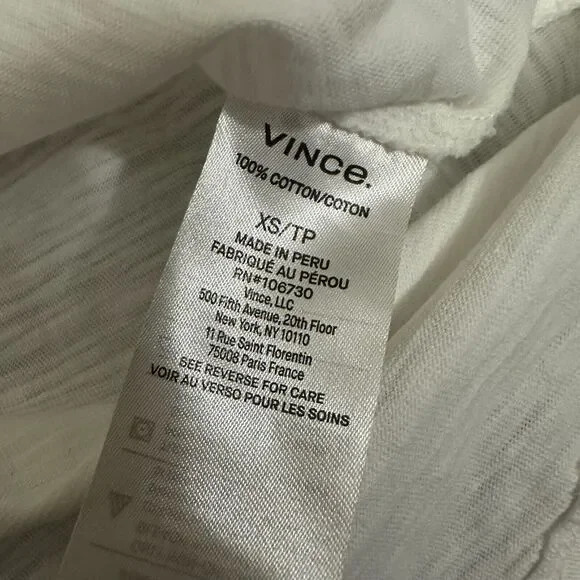 VINCe.
100% COTTON/COTON
XS/TP
MADE IN PERU
FABRIQUÉ AU PÉROU
RN#106730
Vince, LLC
500 Fifth Avenue, 20th Floor
New York, NY 10110
11 Rue Saint Florentin
75008 Paris France
SEE REVERSE FOR CARE
VOIR AU VERSO POUR LES SOINS